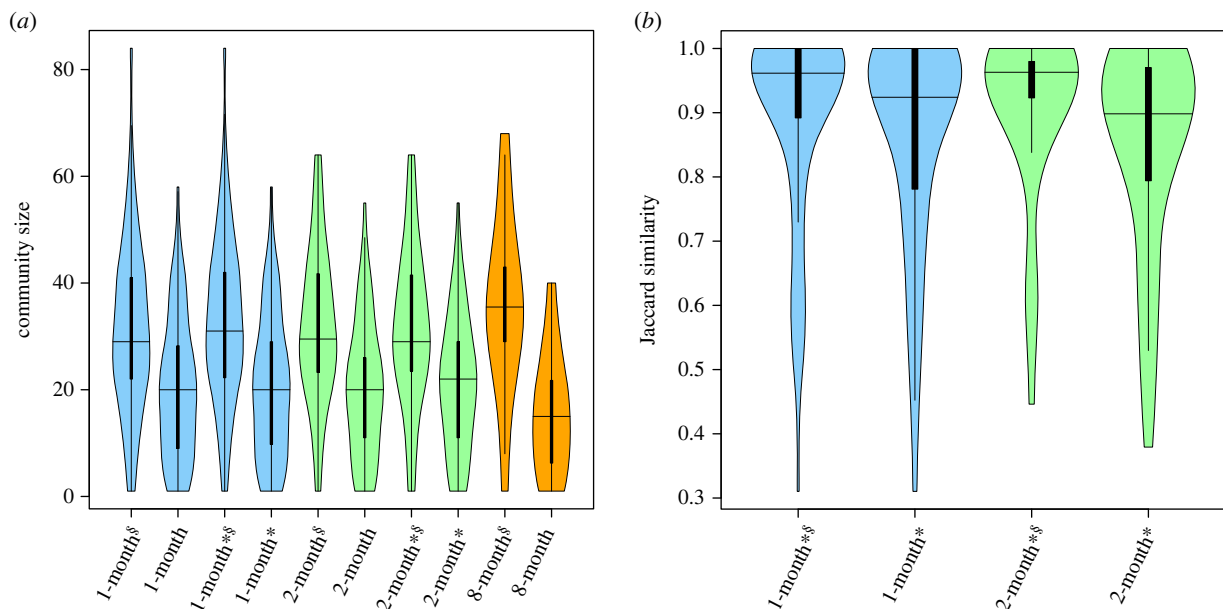 (a)
community size
80
60
40
20
0
1-month§
1-month
1-month*§
1-month*
2-month§
2-month
2-month*§
2-month*
8-month§
8-month
(b)
Jaccard similarity
1.0
0.9
0.8
0.7
0.6
0.5
0.4
0.3
1-month*§
1-month*
2-month*§
2-month*